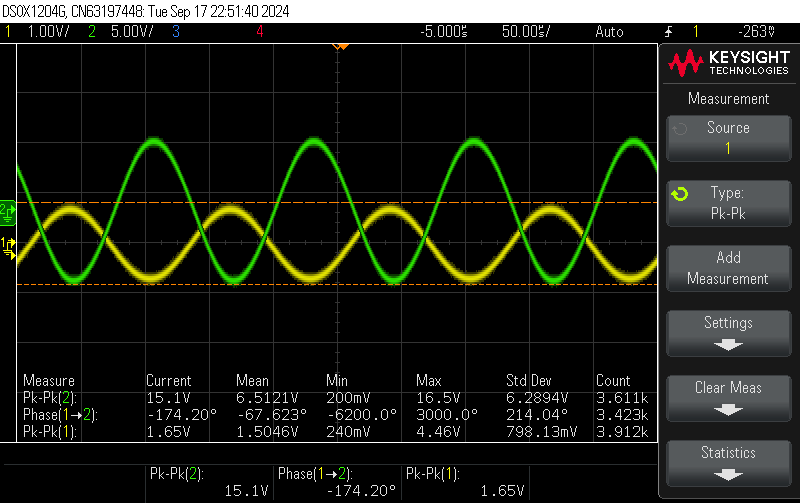 DSOX1204G, CN63197448: Tue Sep 17 22:51:40 2024
1 1.00V/ 2 5.00V/ 3 4 -5.000s 50.00s/ Auto 1 -263mV
KEYSIGHT
TECHNOLOGIES
Measurement
Source
1
Type:
Pk-Pk
Add
Measurement
Settings
Clear Meas
Statistics
2
1
Measure Current Mean Min Max Std Dev Count
Pk-Pk(2): 15.1V 6.5121V 200mV 16.5V 6.2894V 3.611k
Phase(1→2): -174.20° -67.623° -6200.0° 3000.0° 214.04° 3.423k
Pk-Pk(1): 1.65V 1.5046V 240mV 4.46V 798.13mV 3.912k
Pk-Pk(2): Phase(1→2): Pk-Pk(1):
15.1V -174.20° 1.65V